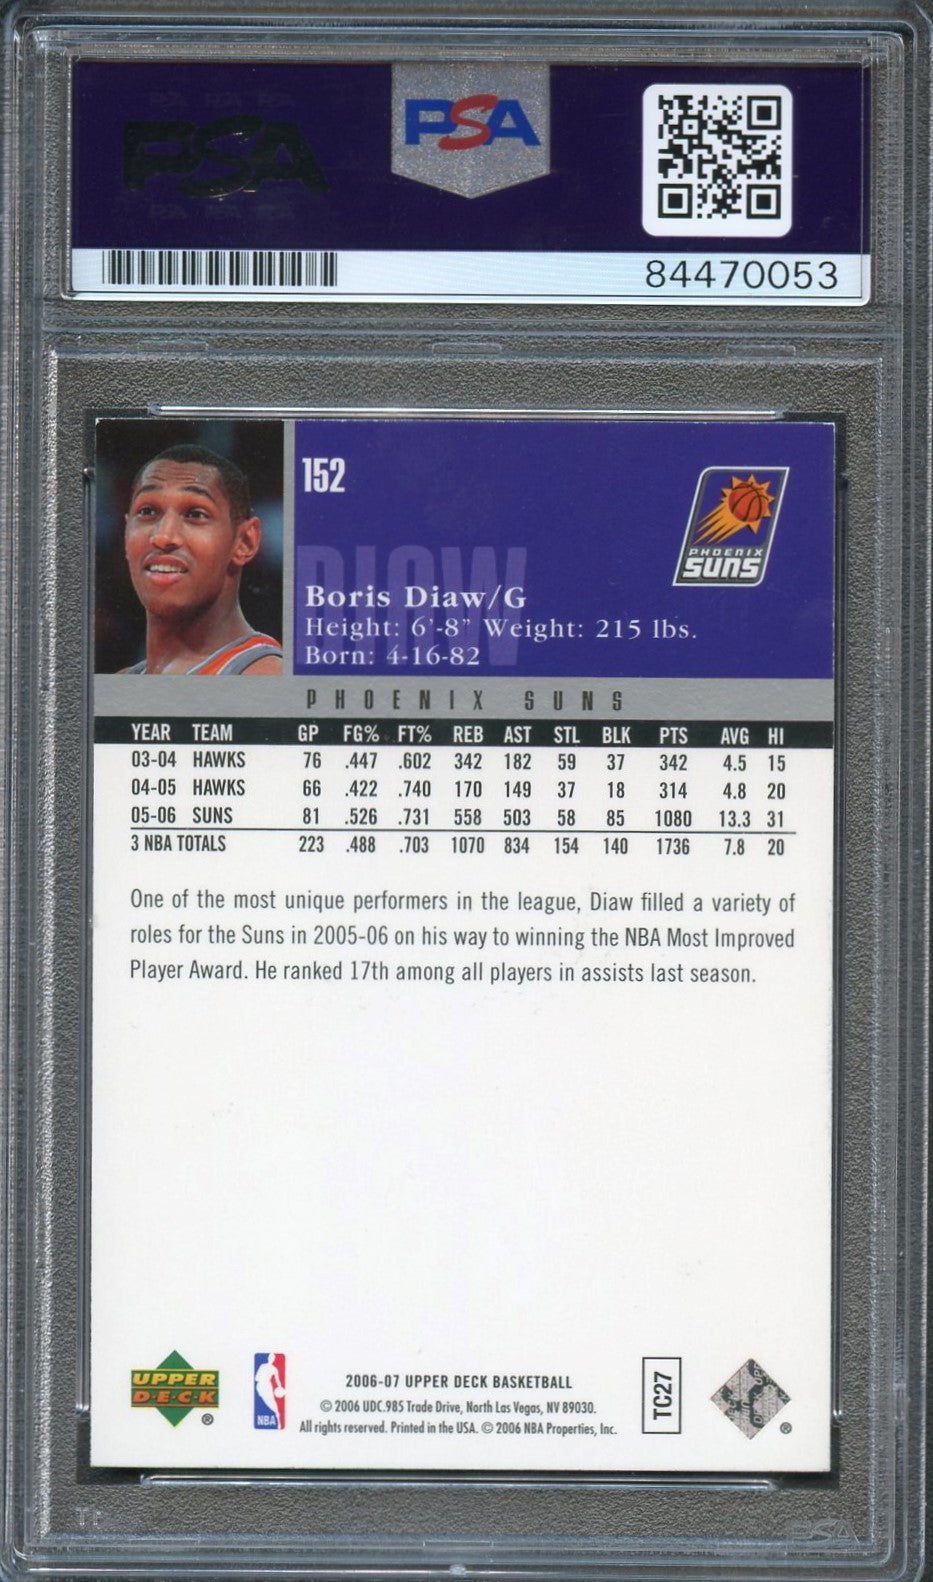 PSA
PSA
84470053
152
DIAW
Boris Diaw/G
Height: 6'-8" Weight: 215 lbs.
Born: 4-16-82
PHOENIX
SUNS
PHOENIX SUNS
YEAR TEAM GP FG% FT% REB AST STL BLK PTS AVG HI
03-04 HAWKS 76 .447 .602 342 182 59 37 342 4.5 15
04-05 HAWKS 66 .422 .740 170 149 37 18 314 4.8 20
05-06 SUNS 81 .526 .731 558 503 58 85 1080 13.3 31
3 NBA TOTALS 223 .488 .703 1070 834 154 140 1736 7.8 20
One of the most unique performers in the league, Diaw filled a variety of
roles for the Suns in 2005-06 on his way to winning the NBA Most Improved
Player Award. He ranked 17th among all players in assists last season.
UPPER
D·E·C·K
®
NBA
2006-07 UPPER DECK BASKETBALL
© 2006 UDC. 985 Trade Drive, North Las Vegas, NV 89030.
All rights reserved. Printed in the USA. © 2006 NBA Properties, Inc.
TC27
®
PSA